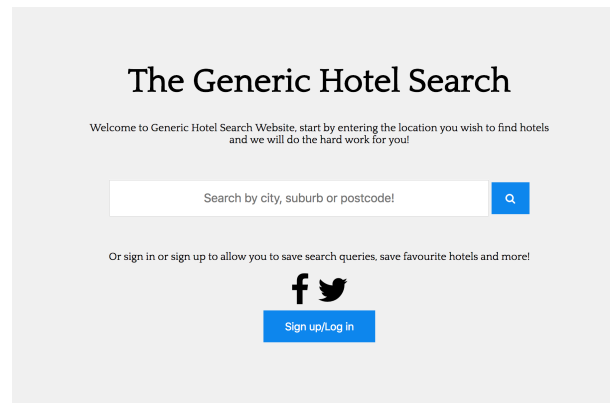 The Generic Hotel Search
Welcome to Generic Hotel Search Website, start by entering the location you wish to find hotels
and we will do the hard work for you!
Search by city, suburb or postcode!
Or sign in or sign up to allow you to save search queries, save favourite hotels and more!
Sign up/Log in